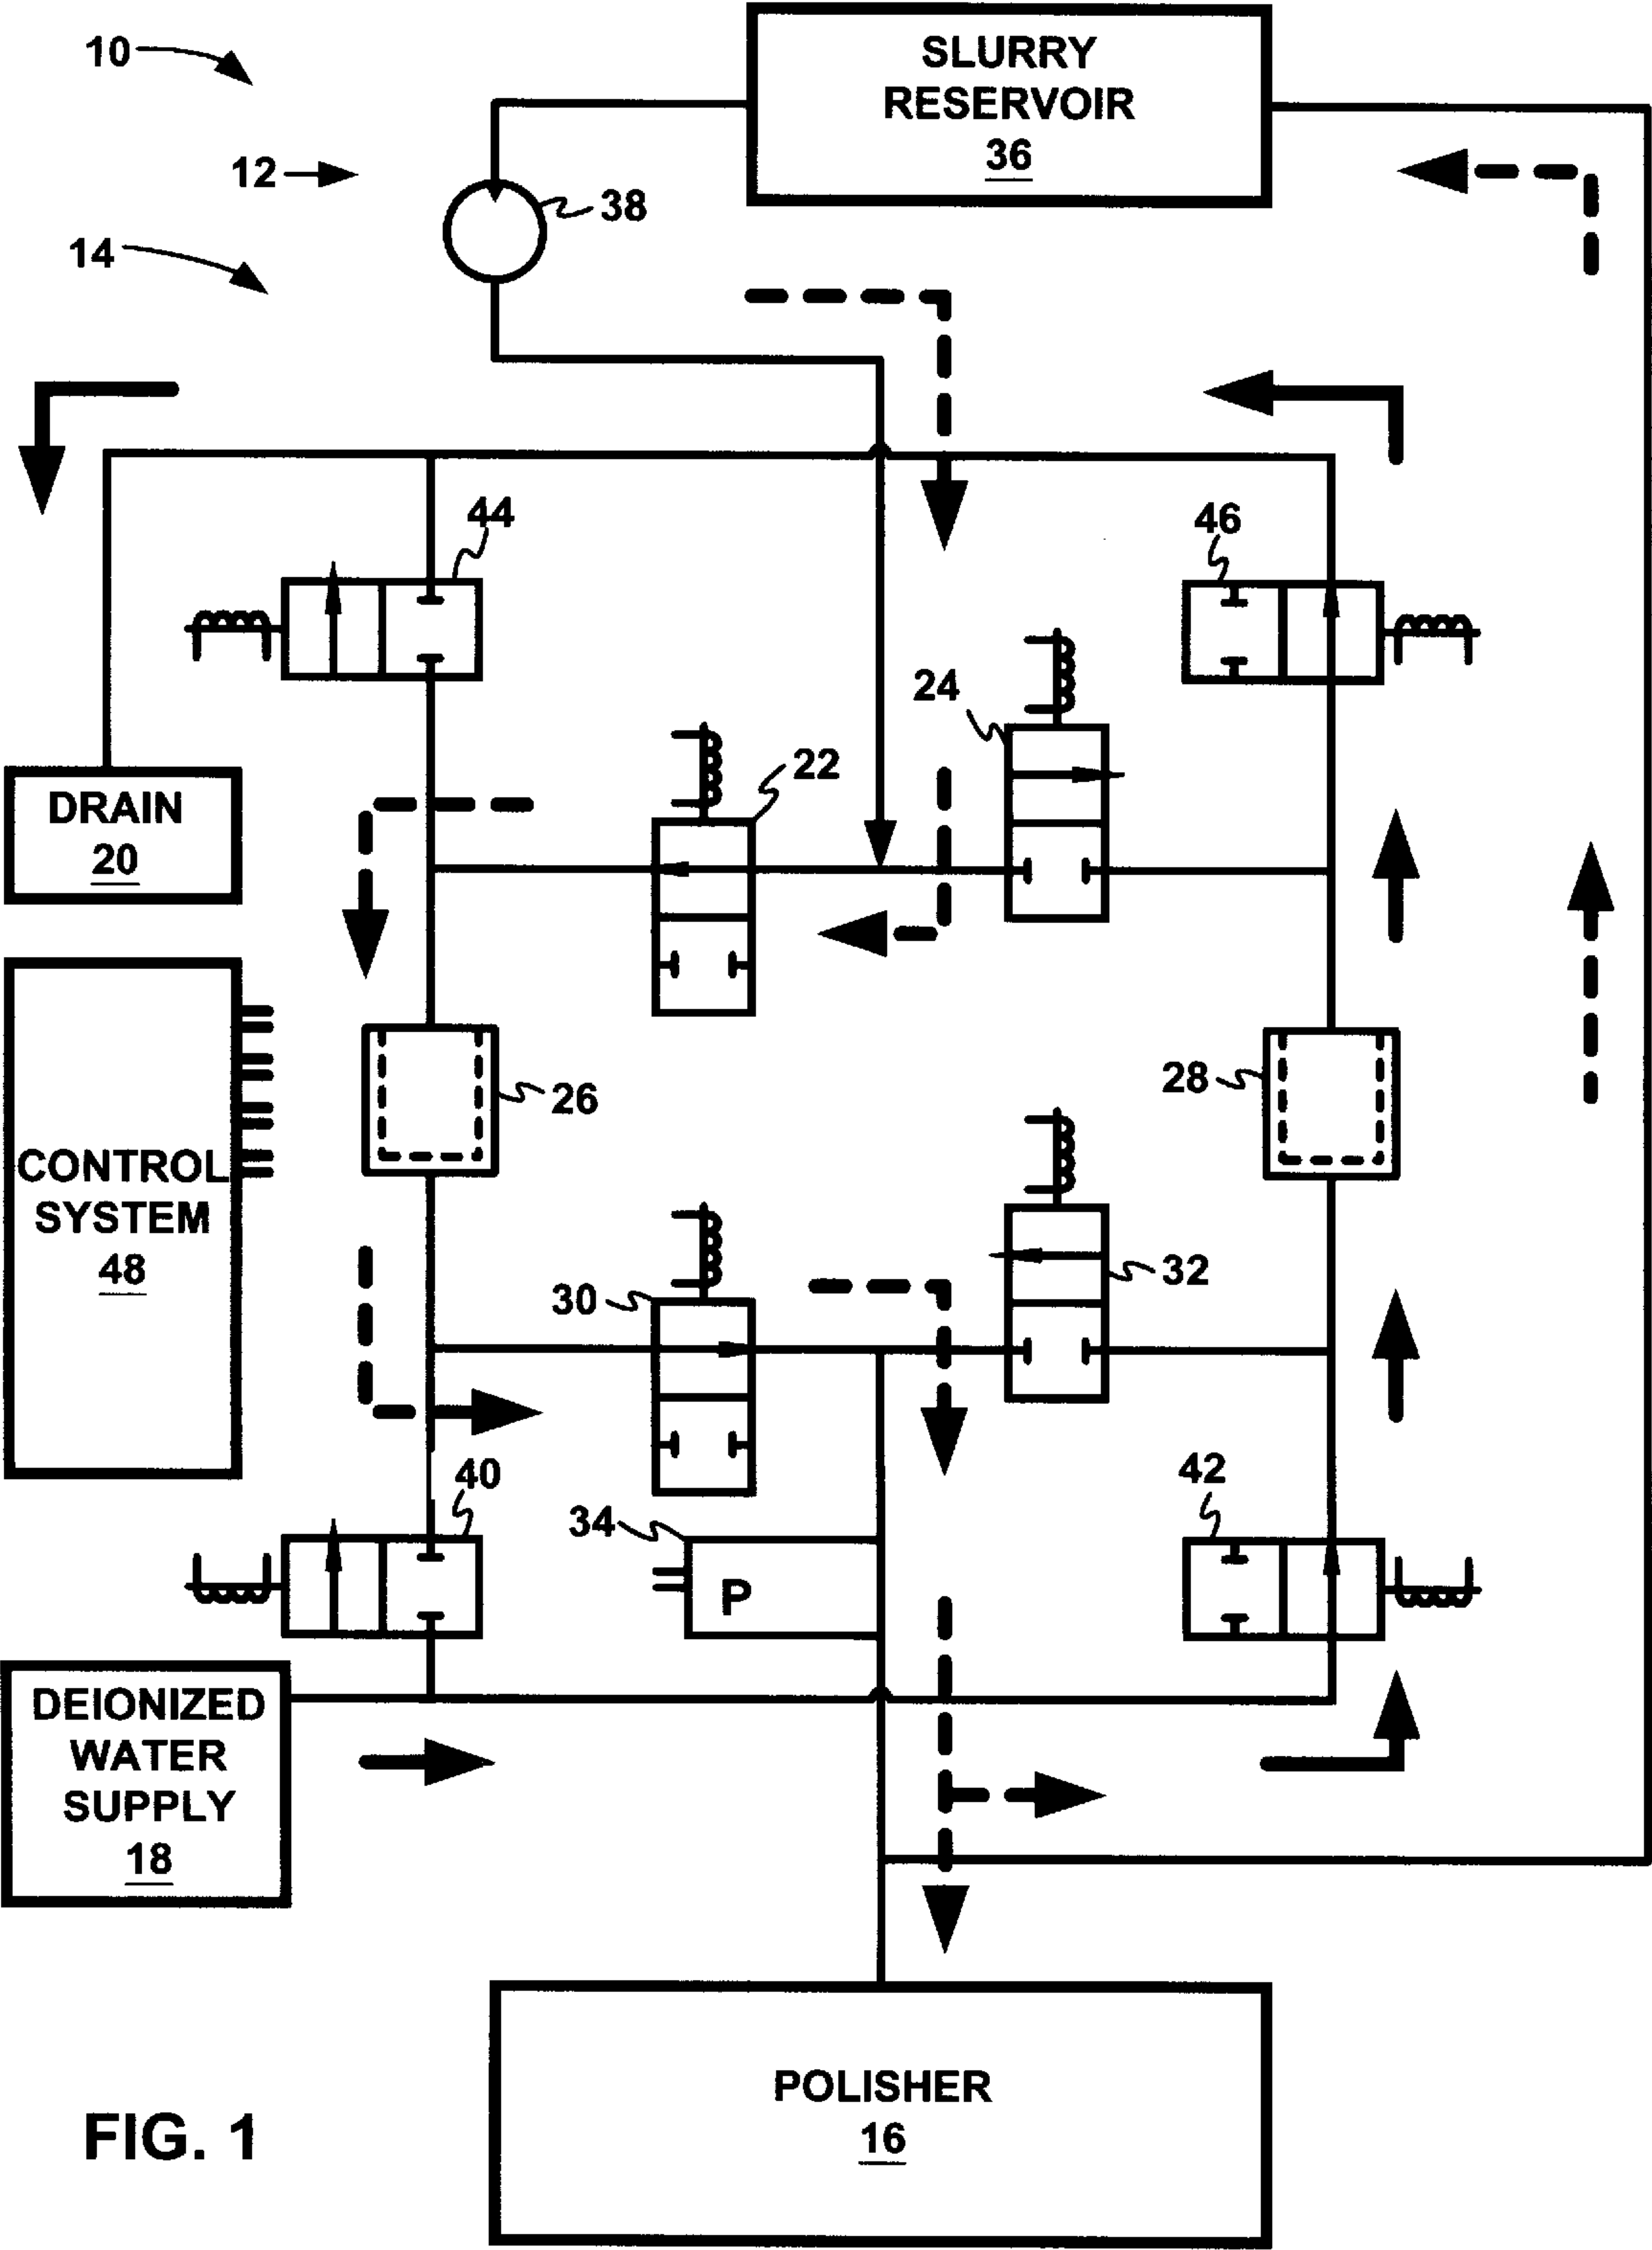 10
SLURRY
RESERVOIR
36
12
38
14
44
46
24
22
DRAIN
20
26
28
CONTROL
SYSTEM
48
30
32
40
42
34
P
DEIONIZED
WATER
SUPPLY
18
POLISHER
16
FIG. 1